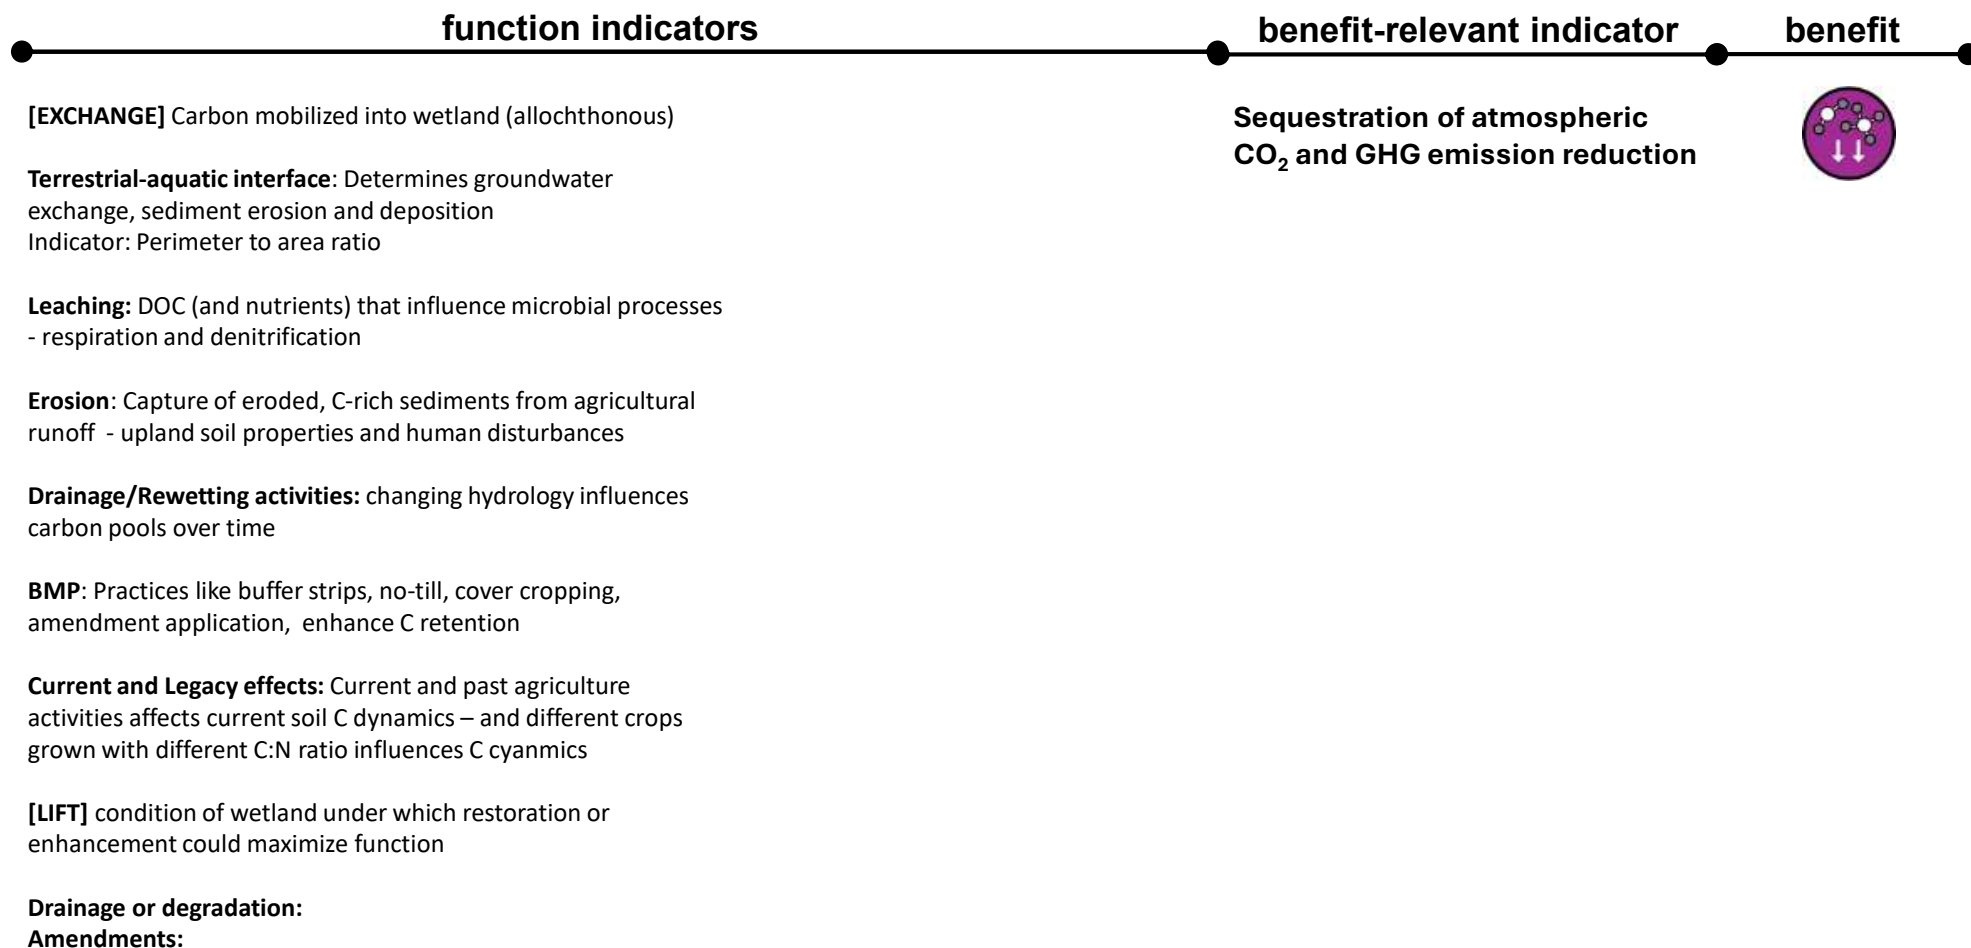 function indicators
benefit-relevant indicator
benefit
[EXCHANGE] Carbon mobilized into wetland (allochthonous)
Terrestrial-aquatic interface: Determines groundwater
exchange, sediment erosion and deposition
Indicator: Perimeter to area ratio
Leaching: DOC (and nutrients) that influence microbial processes
- respiration and denitrification
Erosion: Capture of eroded, C-rich sediments from agricultural
runoff  - upland soil properties and human disturbances
Drainage/Rewetting activities: changing hydrology influences
carbon pools over time
BMP: Practices like buffer strips, no-till, cover cropping,
amendment application,  enhance C retention
Current and Legacy effects: Current and past agriculture
activities affects current soil C dynamics – and different crops
grown with different C:N ratio influences C cyanmics
[LIFT] condition of wetland under which restoration or
enhancement could maximize function
Drainage or degradation:
Amendments:
Sequestration of atmospheric
CO₂ and GHG emission reduction